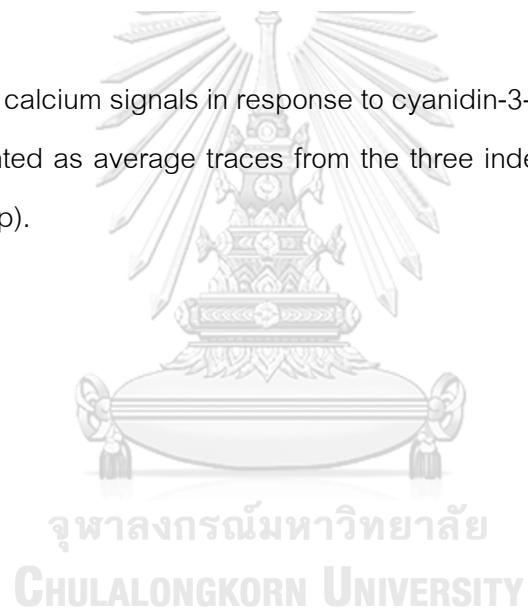 calcium signals in response to cyanidin-3-
ted as average traces from the three inde
p).
จุฬาลงกรณ์มหาวิทยาลัย
CHULALONGKORN UNIVERSITY